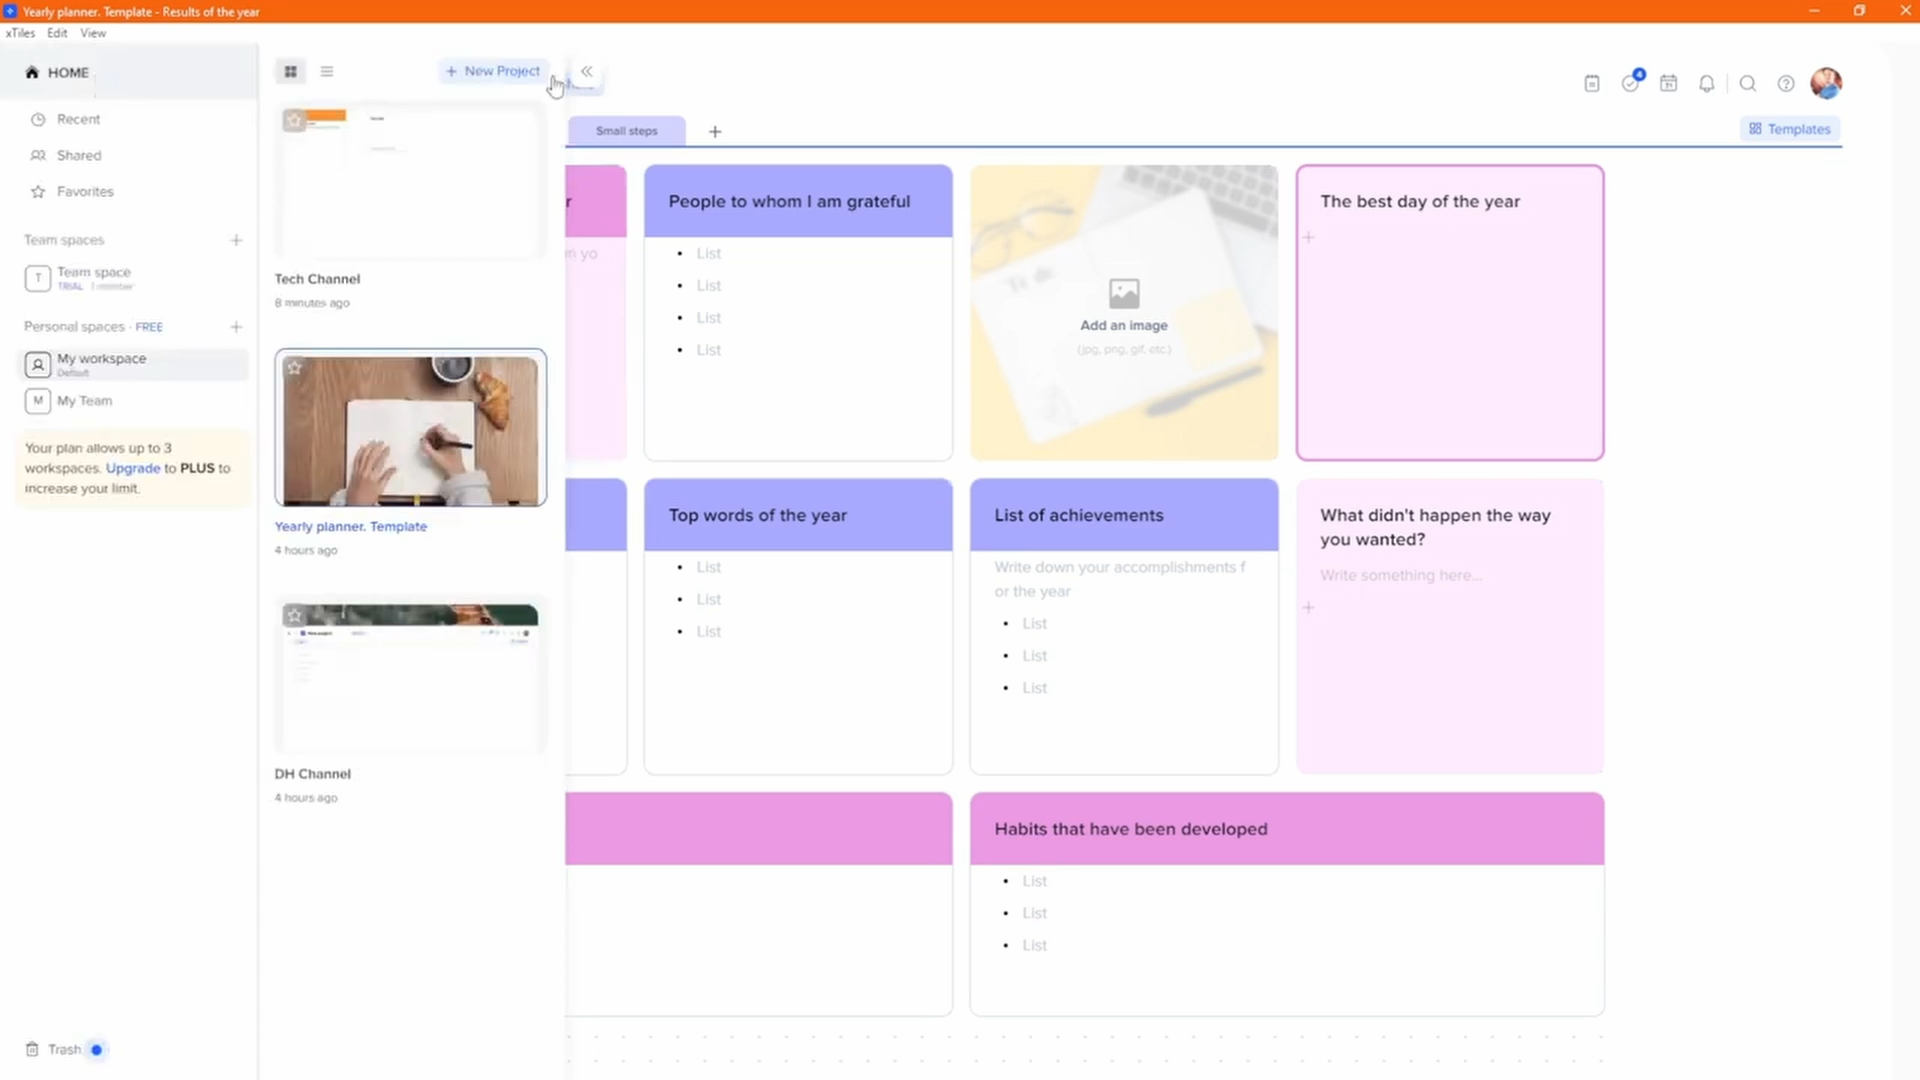 Yearly planner. Template - Results of the year
xTiles Edit View
HOME
Recent
Shared
Favorites
Team spaces
T
Team space
TRIAL 1 member
Personal spaces · FREE
My workspace
Default
M
My Team
Your plan allows up to 3
workspaces. Upgrade to PLUS to
increase your limit.
Trash
+ New Project
Tech Channel
8 minutes ago
Yearly planner. Template
4 hours ago
DH Channel
4 hours ago
4
Small steps
Templates
r
on yo
People to whom I am grateful
List
List
List
List
Add an image
(jpg, png, gif, etc.)
The best day of the year
Top words of the year
List
List
List
List of achievements
Write down your accomplishments f
or the year
List
List
List
What didn't happen the way
you wanted?
Write something here...
Habits that have been developed
List
List
List